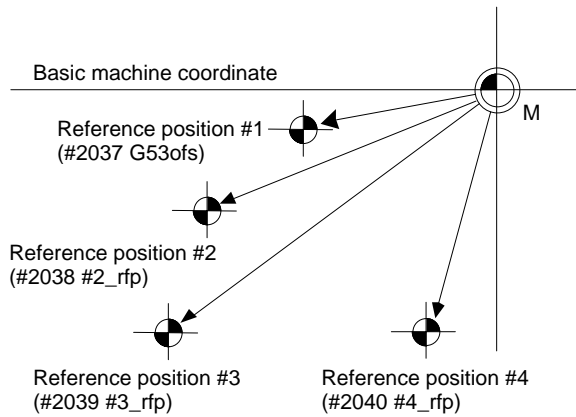 Basic machine coordinate
M
Reference position #1
(#2037 G53ofs)
Reference position #2
(#2038 #2_rfp)
Reference position #3
(#2039 #3_rfp)
Reference position #4
(#2040 #4_rfp)